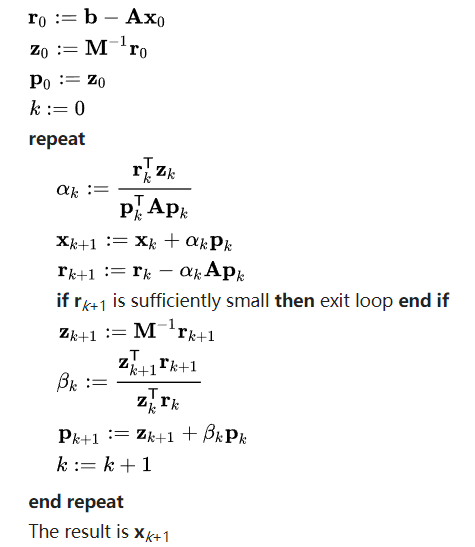 r₀ := b − Ax₀
z₀ := M⁻¹r₀
p₀ := z₀
k := 0
repeat
αₖ := rₖᵀzₖ / pₖᵀApₖ
xₖ₊₁ := xₖ + αₖpₖ
rₖ₊₁ := rₖ − αₖApₖ
if rₖ₊₁ is sufficiently small then exit loop end if
zₖ₊₁ := M⁻¹rₖ₊₁
βₖ := zₖ₊₁ᵀrₖ₊₁ / zₖᵀrₖ
pₖ₊₁ := zₖ₊₁ + βₖpₖ
k := k + 1
end repeat
The result is xₖ₊₁